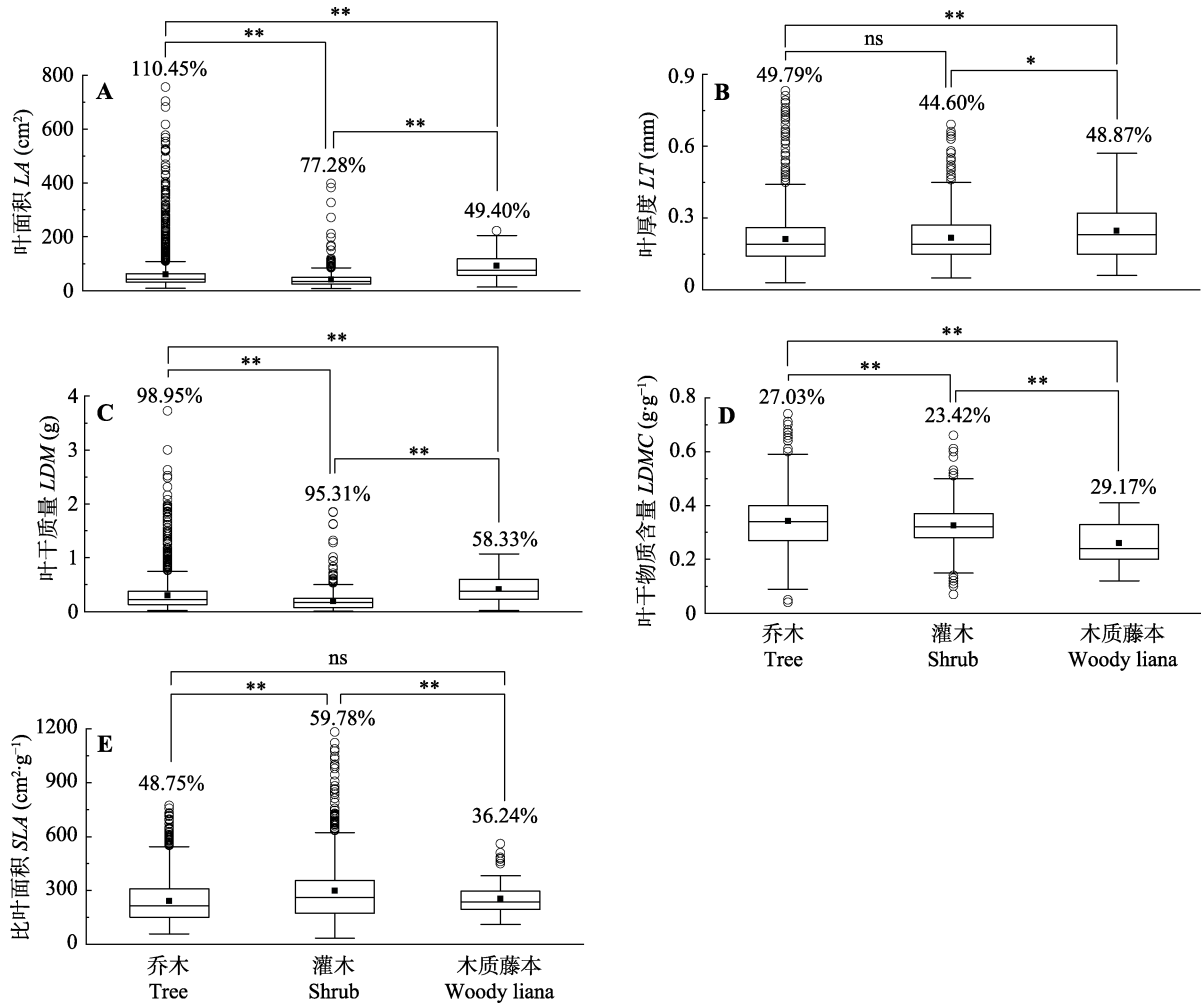 **
**
**
A
110.45%
77.28%
49.40%
800
600
400
200
0
叶面积 LA (cm²)
**
ns
*
B
49.79%
44.60%
48.87%
0.9
0.6
0.3
0
叶厚度 LT (mm)
**
**
**
C
98.95%
95.31%
58.33%
4
3
2
1
0
叶干质量 LDM (g)
**
**
**
D
27.03%
23.42%
29.17%
0.8
0.6
0.4
0.2
0
叶干物质含量 LDMC (g·g⁻¹)
乔木
Tree
灌木
Shrub
木质藤本
Woody liana
ns
**
**
E
48.75%
59.78%
36.24%
1200
900
600
300
0
比叶面积 SLA (cm²·g⁻¹)
乔木
Tree
灌木
Shrub
木质藤本
Woody liana